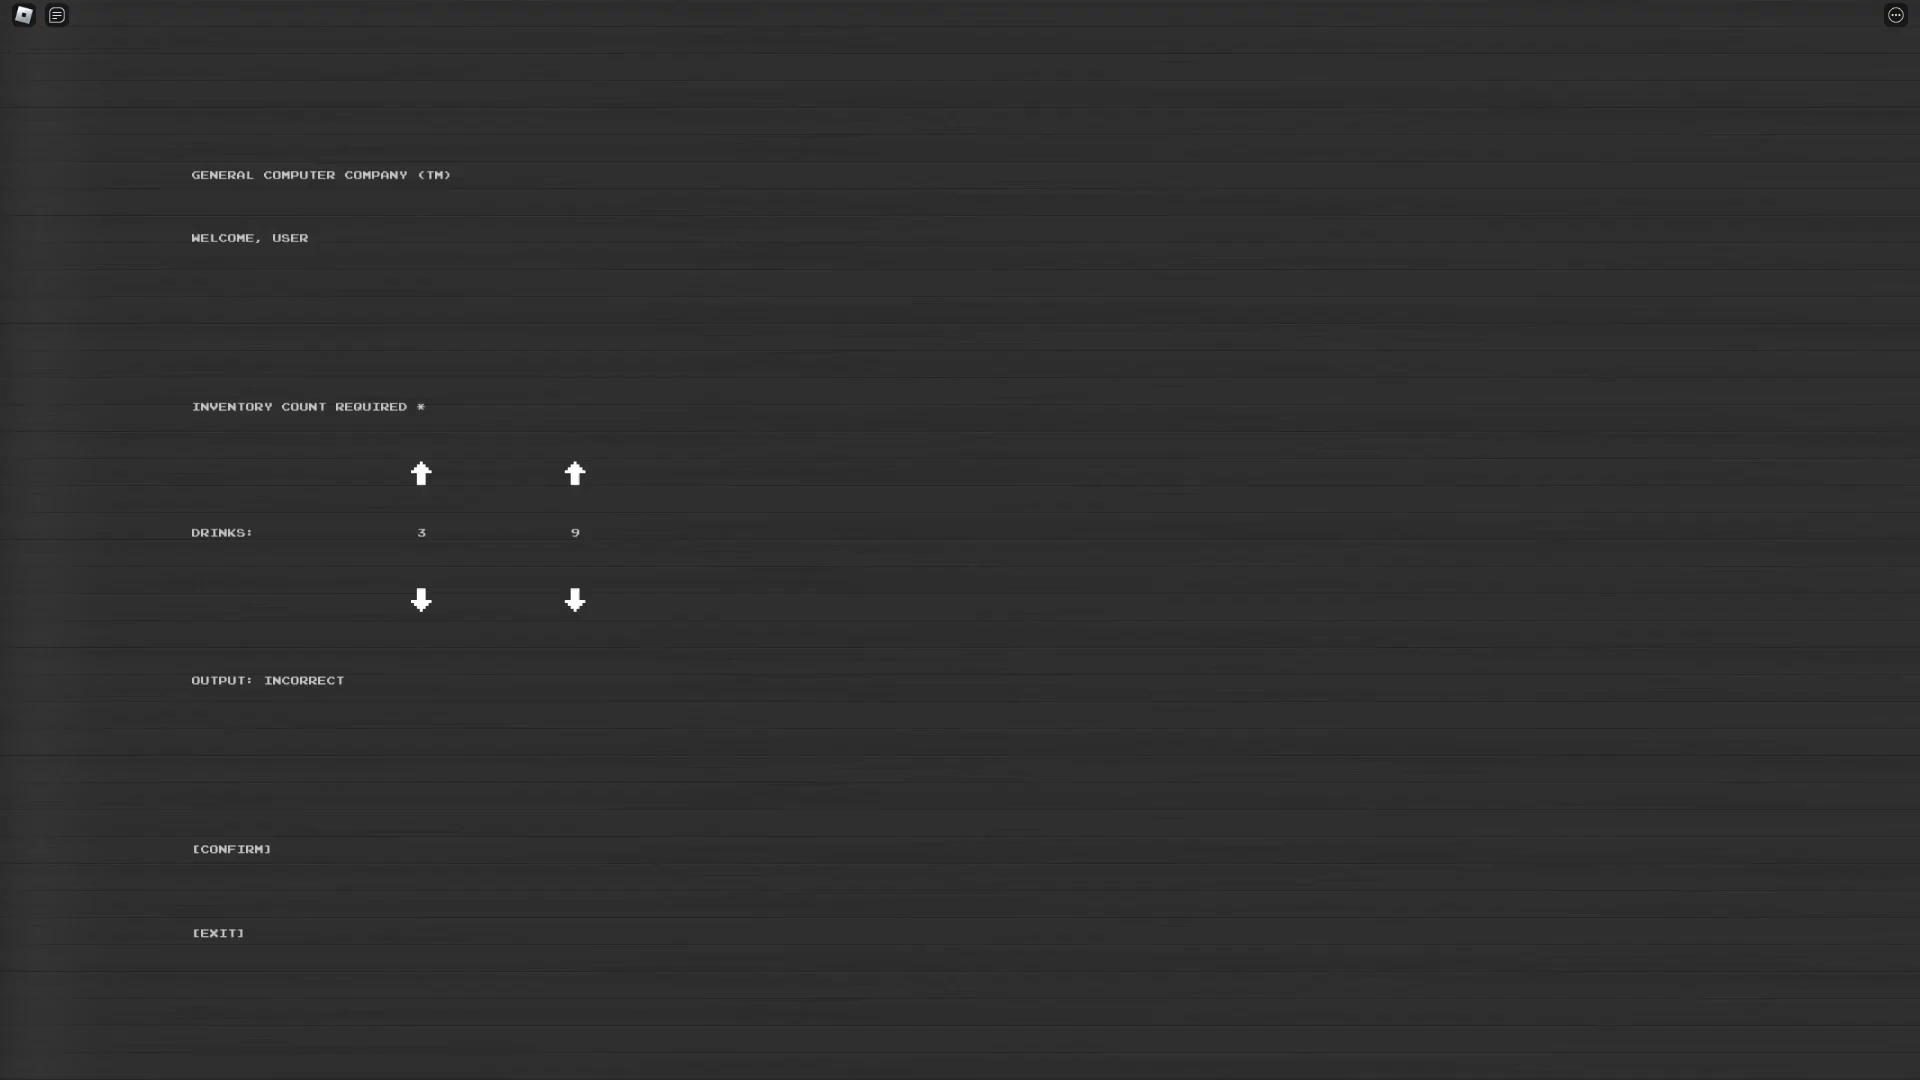 GENERAL COMPUTER COMPANY (TM)
WELCOME, USER
INVENTORY COUNT REQUIRED *
DRINKS: 3 9
OUTPUT: INCORRECT
[CONFIRM]
[EXIT]